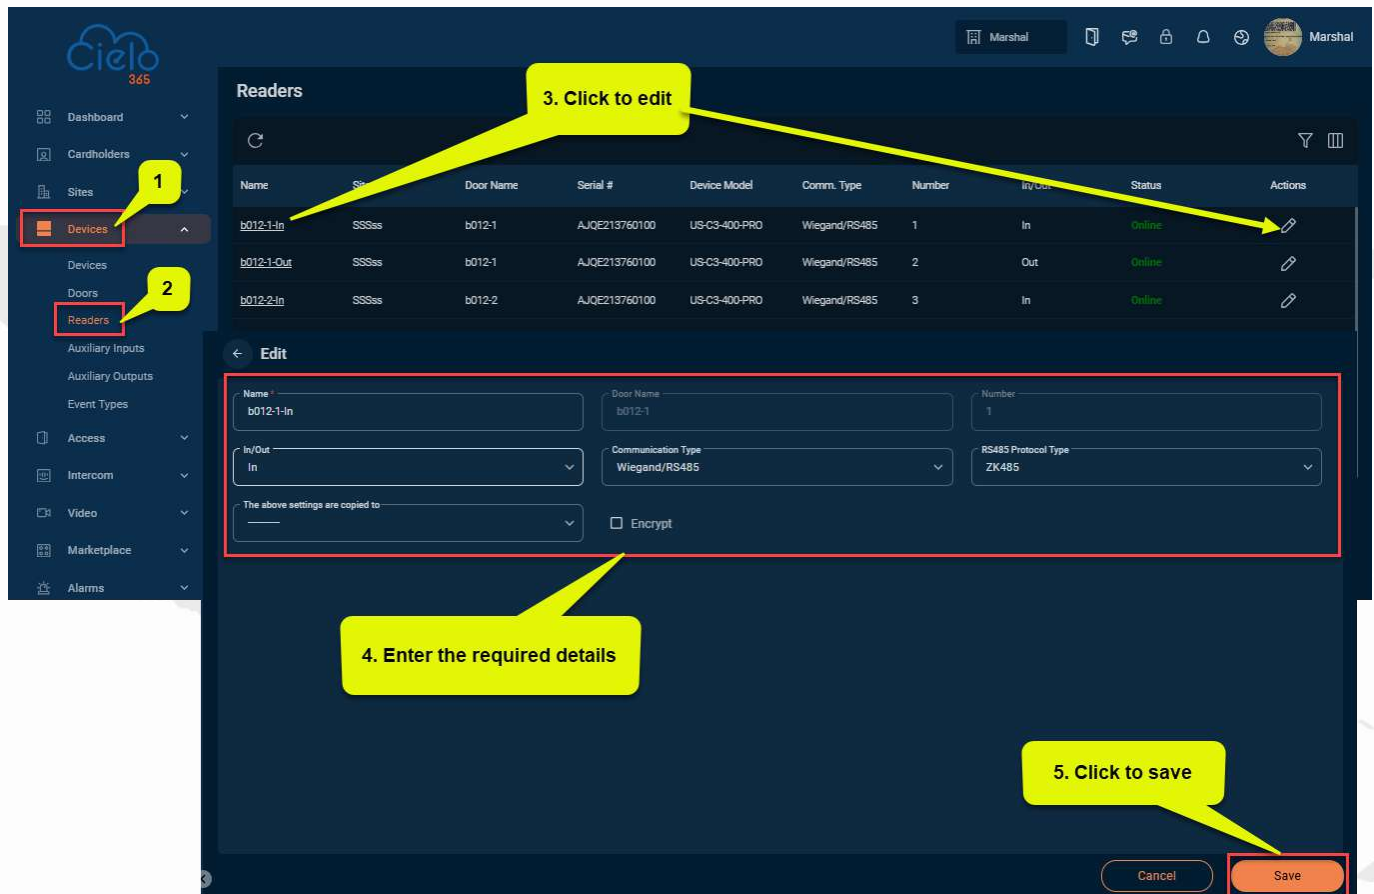 Cielo
365
Marshal
Marshal
Dashboard
Cardholders
Sites
Devices
Devices
Doors
Readers
Auxiliary Inputs
Auxiliary Outputs
Event Types
Access
Intercom
Video
Marketplace
Alarms
1
2
Readers
3. Click to edit
Name Door Name Serial # Device Model Comm. Type Number In/Out Status Actions
b012-1-In SSSss b012-1 AJQE213760100 US-C3-400-PRO Wiegand/RS485 1 In Online
b012-1-Out SSSss b012-1 AJQE213760100 US-C3-400-PRO Wiegand/RS485 2 Out Online
b012-2-In SSSss b012-2 AJQE213760100 US-C3-400-PRO Wiegand/RS485 3 In Online
Edit
Name * Door Name Number
b012-1-In b012-1 1
In/Out Communication Type RS485 Protocol Type
In Wiegand/RS485 ZK485
The above settings are copied to
--------- Encrypt
4. Enter the required details
5. Click to save
Cancel Save